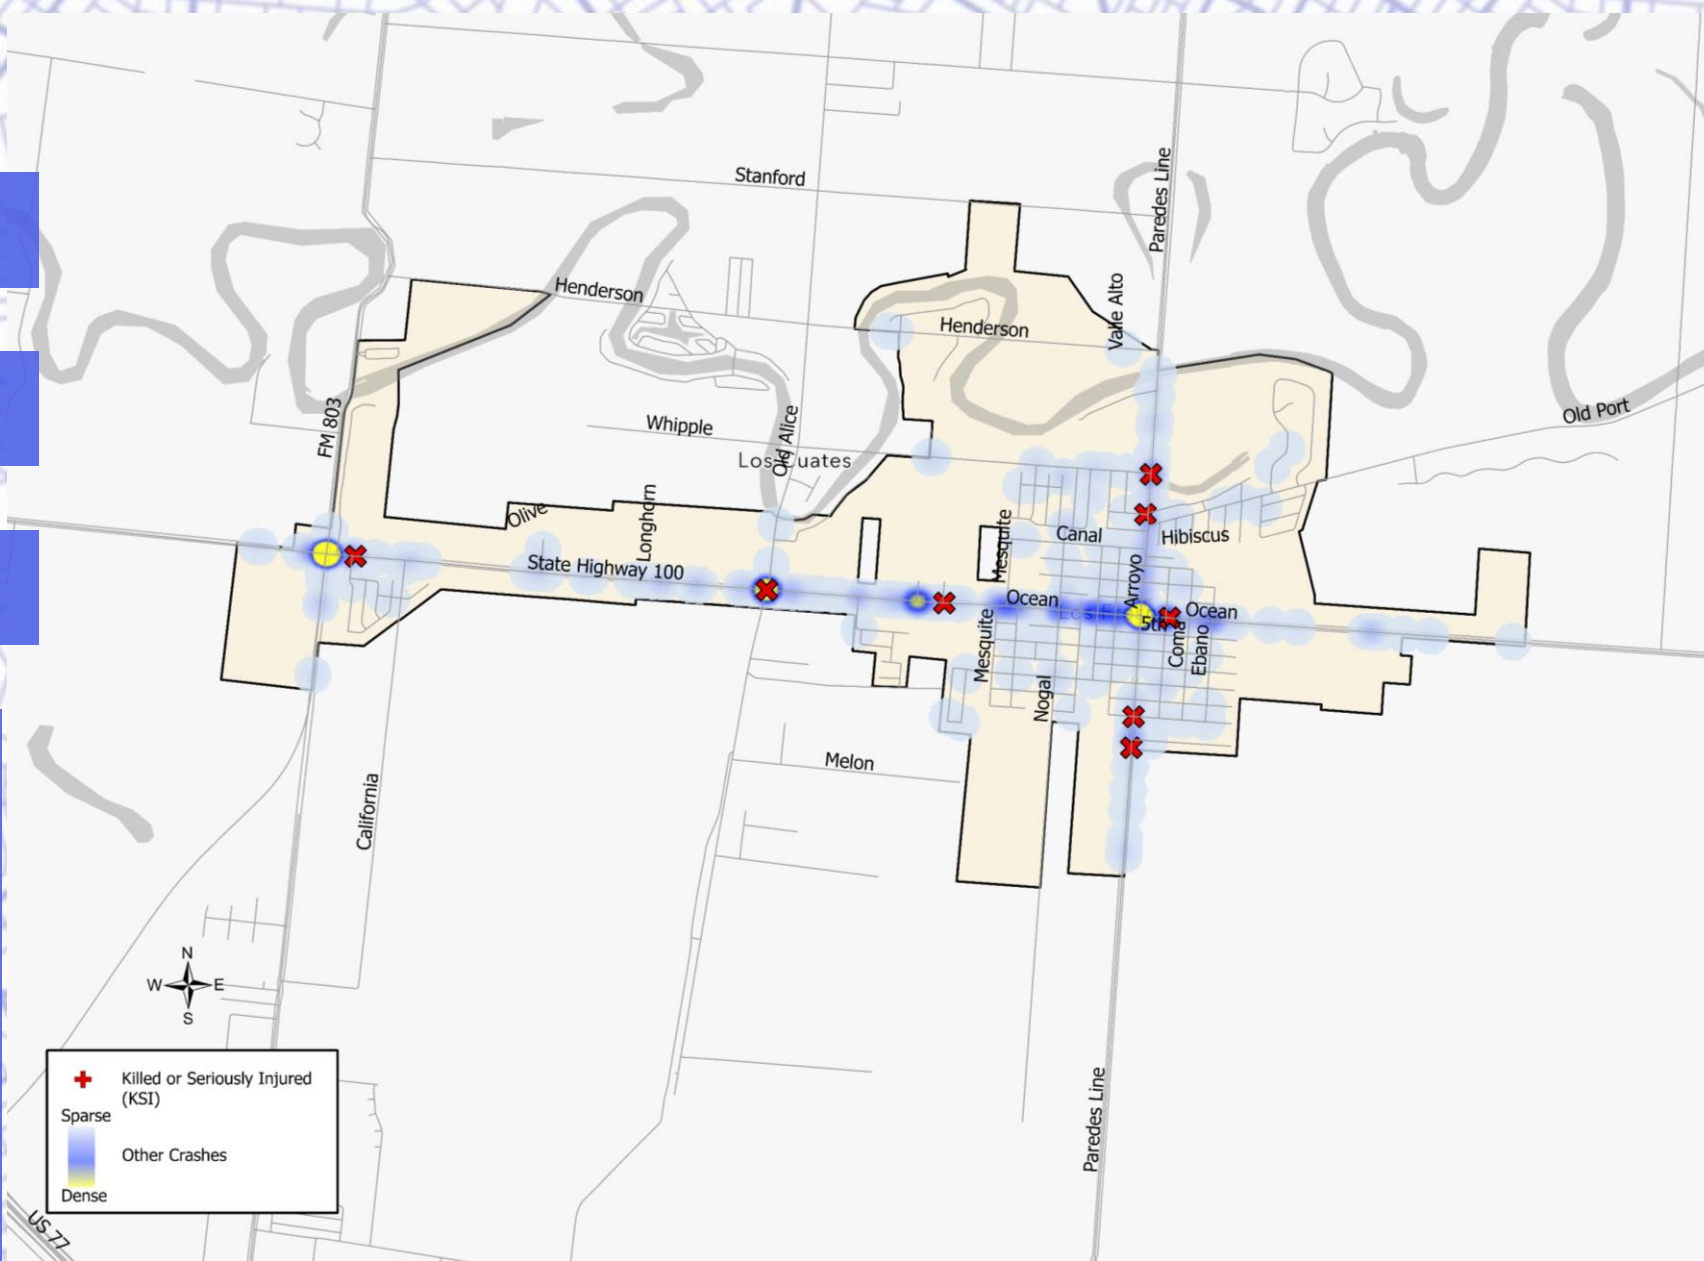 Stanford
Paredes Line
Valle Alto
Henderson
Henderson
Old Port
FM 803
Whipple
Old Alice
Los Cuates
Olive
Longhorn
Mesquite
Canal
Hibiscus
State Highway 100
Arroyo
Ocean
Ocean
5th
Mesquite
Coma
Ebano
Nogal
Melon
California
N
W E
S
Paredes Line
Killed or Seriously Injured
(KSI)
Sparse
Other Crashes
Dense
US 77